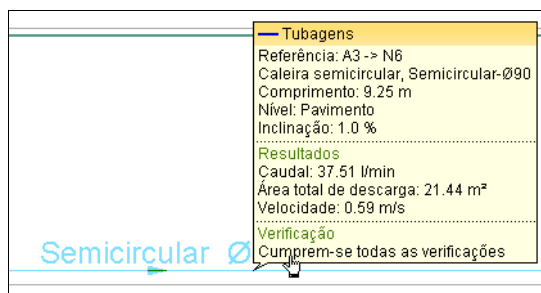 Tubagens
Referência: A3 -> N6
Caleira semicircular, Semicircular-Ø90
Comprimento: 9.25 m
Nível: Pavimento
Inclinação: 1.0 %
Resultados
Caudal: 37.51 l/min
Área total de descarga: 21.44 m²
Velocidade: 0.59 m/s
Verificação
Cumprem-se todas as verificações
Semicircular Ø